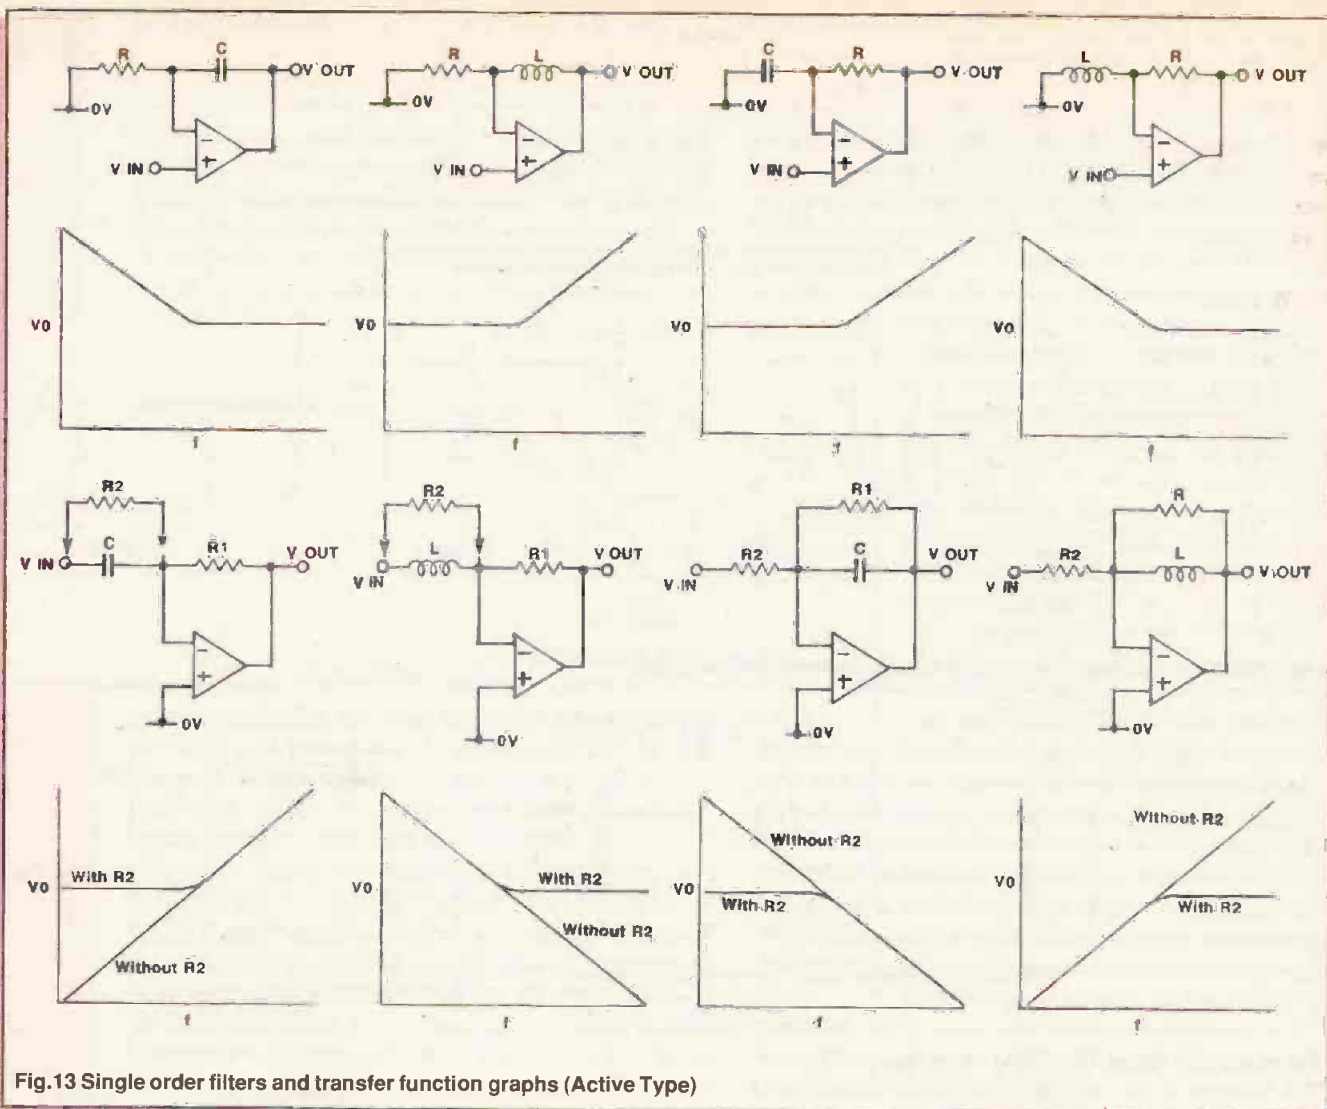 R
C
V OUT
0V
V IN
R
L
V OUT
0V
V IN
C
R
V OUT
0V
V IN
L
R
V OUT
0V
V IN
V0
f
V0
f
V0
f
V0
f
R2
C
R1
V IN
V OUT
0V
R2
L
R1
V IN
V OUT
0V
R1
R2
C
V IN
V OUT
0V
R
R2
L
V IN
V OUT
0V
V0
With R2
Without R2
f
V0
With R2
Without R2
f
V0
Without R2
With R2
f
V0
Without R2
With R2
f
Fig.13 Single order filters and transfer function graphs (Active Type)